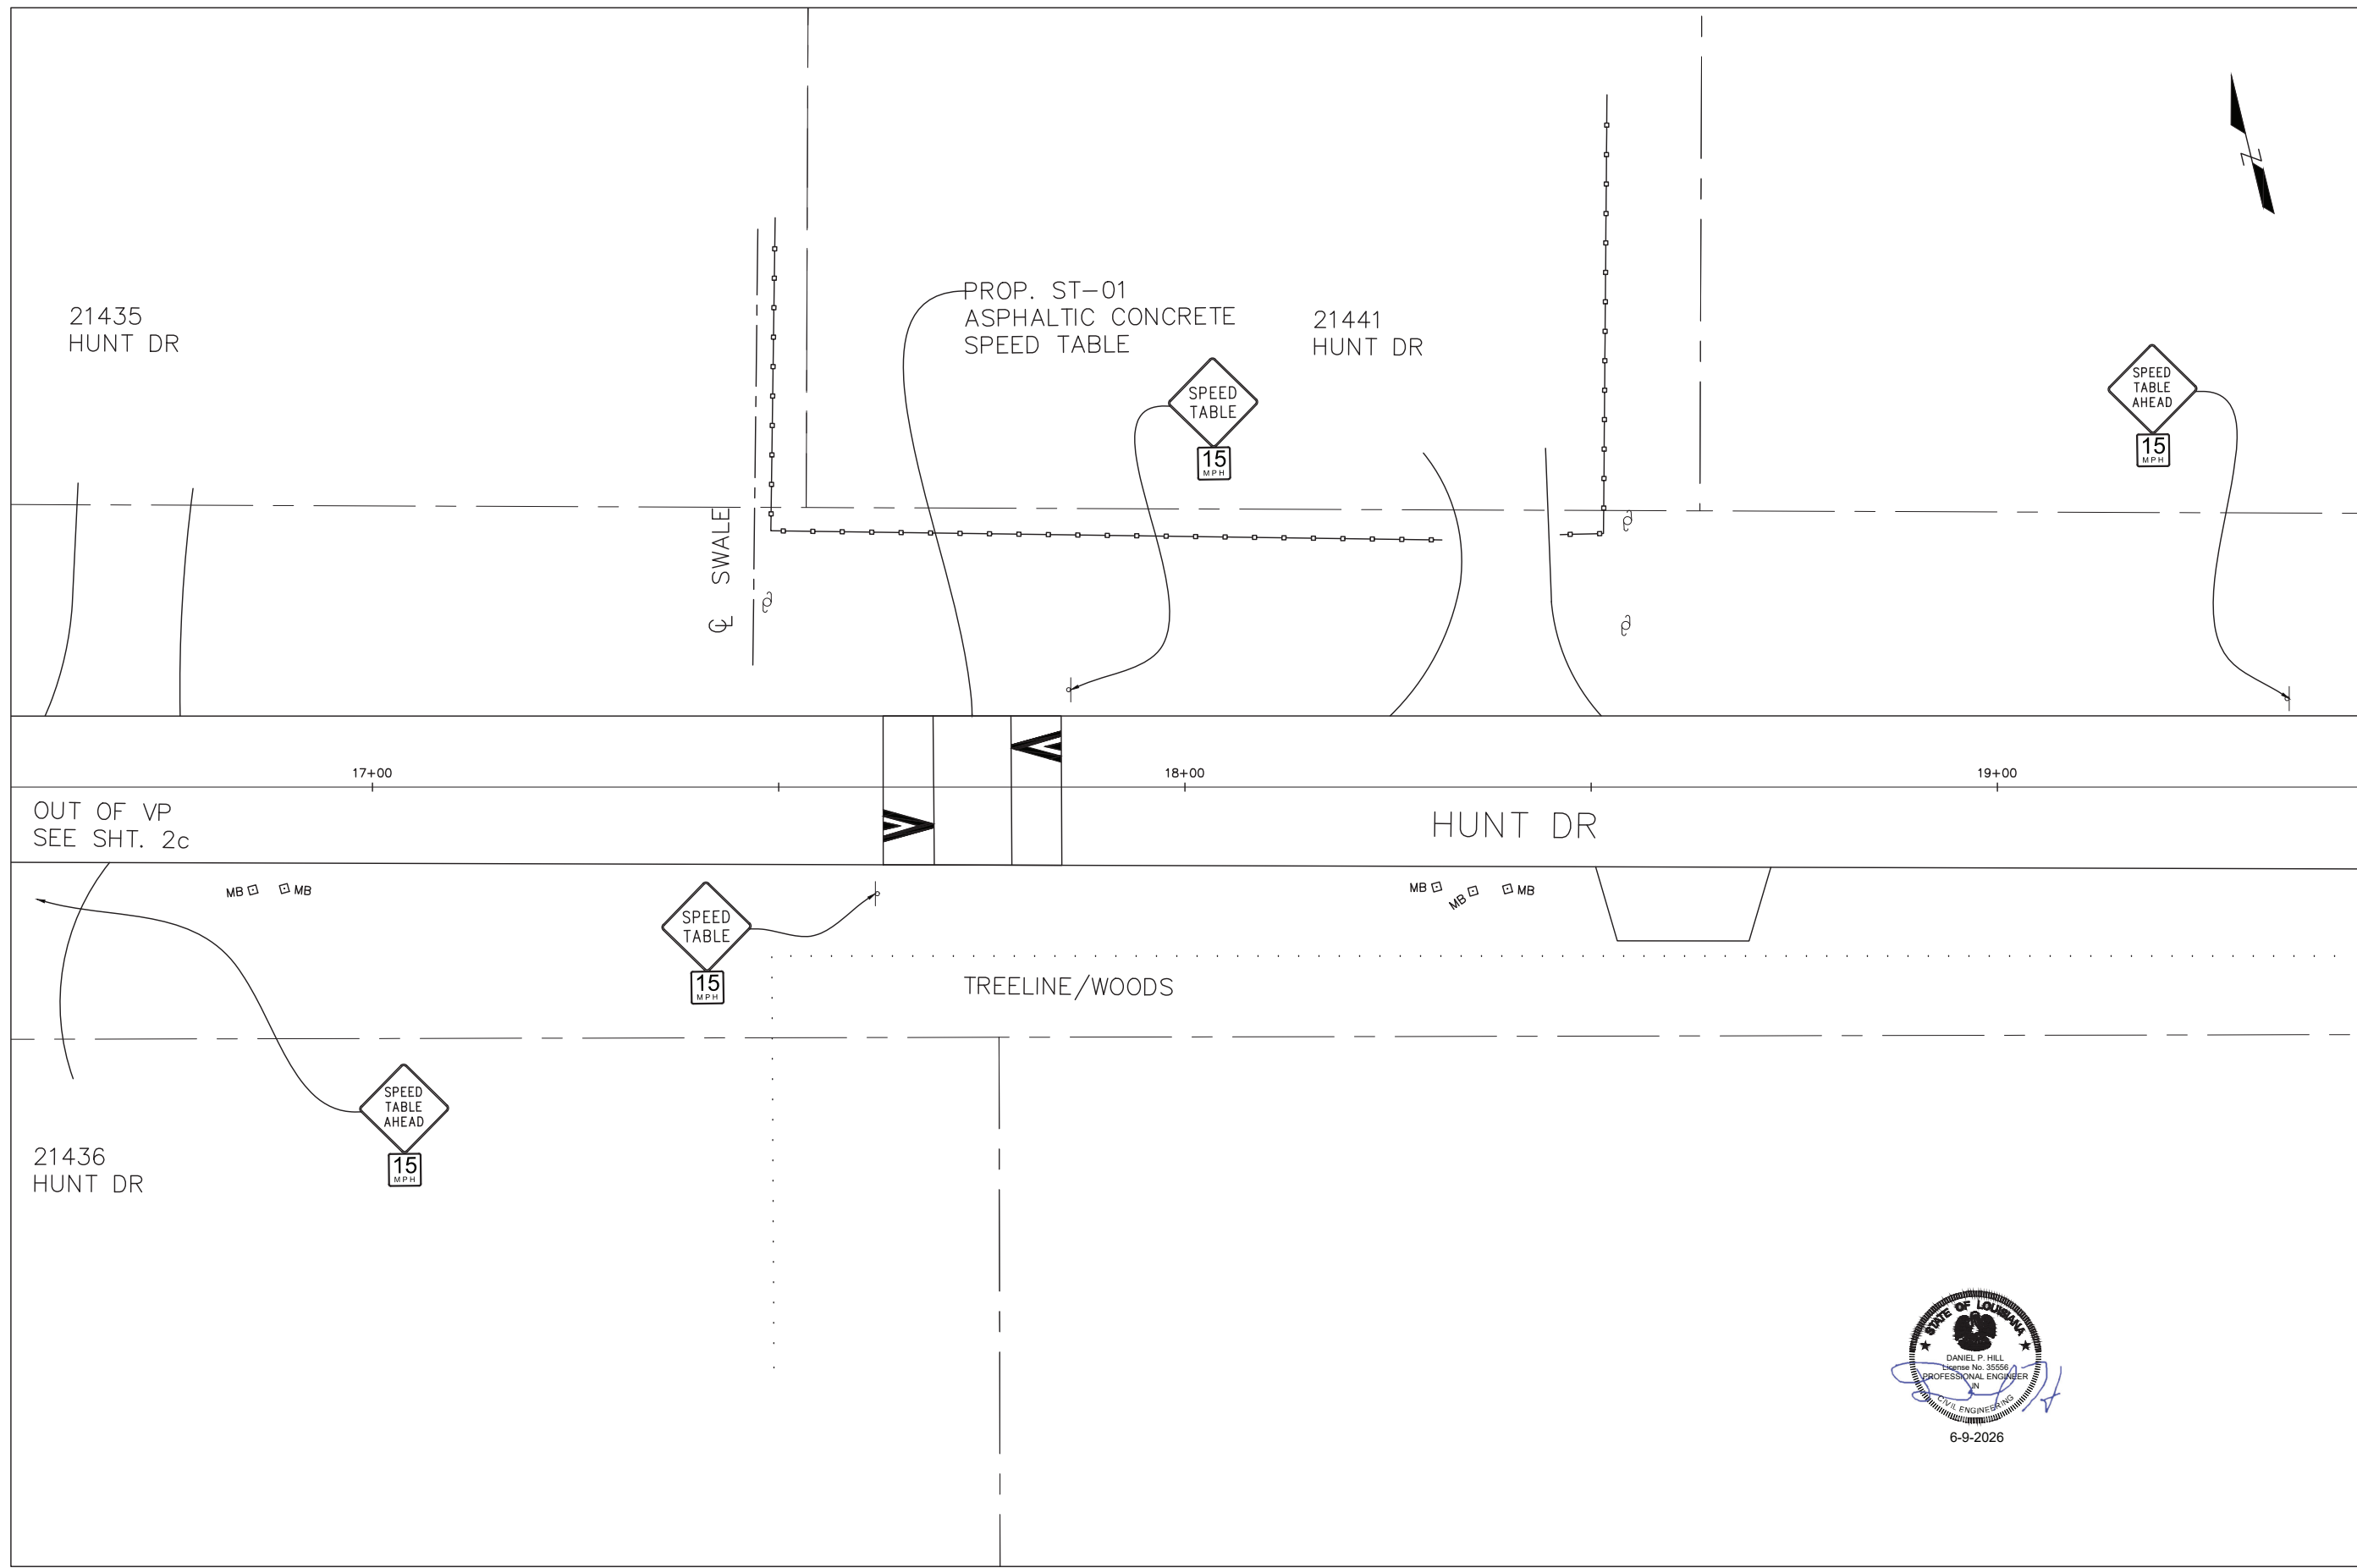 21435
HUNT DR
PROP. ST-01
ASPHALTIC CONCRETE
SPEED TABLE
21441
HUNT DR
SPEED
TABLE
15
MPH
SPEED
TABLE
AHEAD
15
MPH
N
℄ SWALE
17+00
18+00
19+00
OUT OF VP
SEE SHT. 2c
HUNT DR
MB
MB
SPEED
TABLE
15
MPH
MB
MB
MB
TREELINE/WOODS
SPEED
TABLE
AHEAD
15
MPH
21436
HUNT DR
STATE OF LOUISIANA
DANIEL P. HILL
License No. 35556
PROFESSIONAL ENGINEER
IN
CIVIL ENGINEERING
6-9-2026